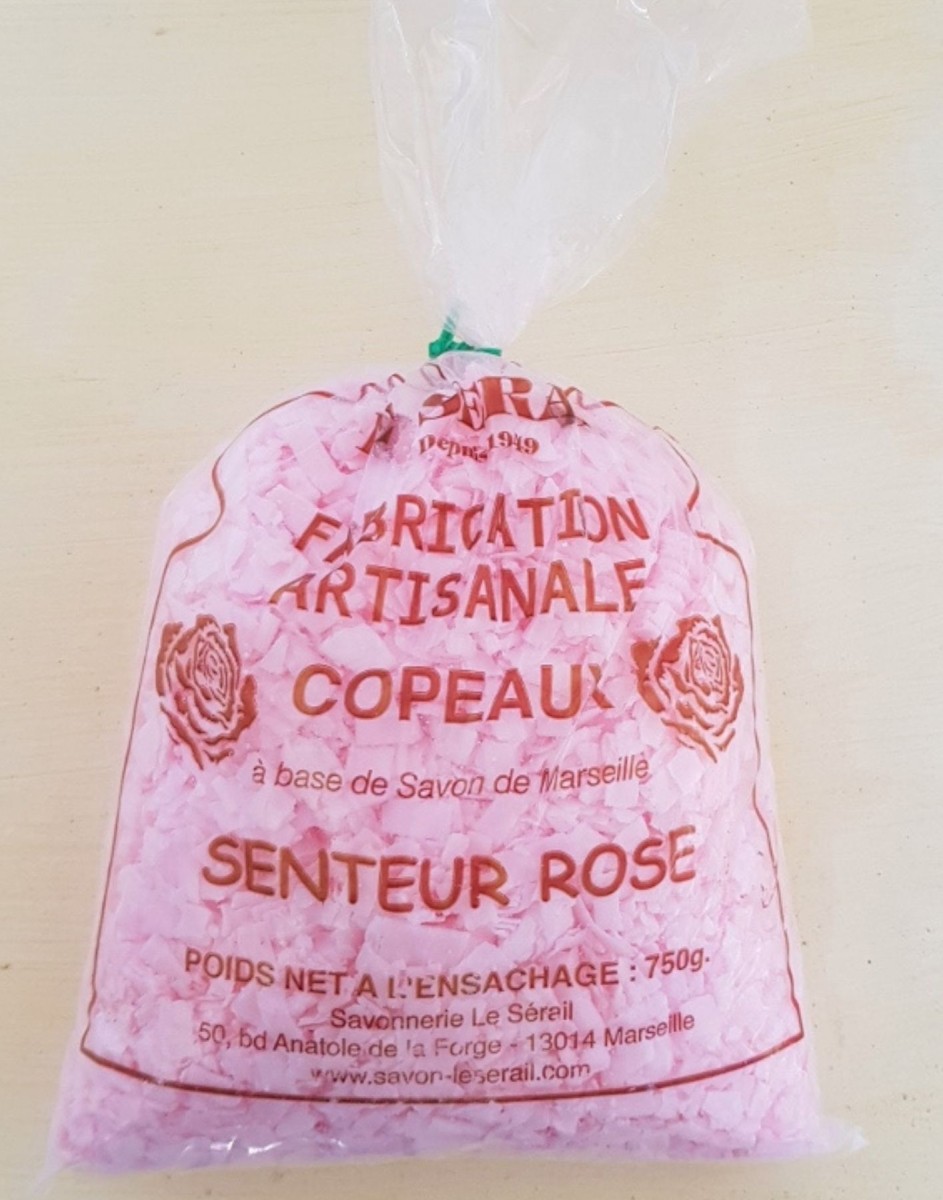 Depuis 1949
FABRICATION
ARTISANALE
COPEAUX
à base de Savon de Marseille
SENTEUR ROSE
POIDS NET A L'ENSACHAGE : 750g.
Savonnerie Le Sérail
50, bd Anatole de la Forge - 13014 Marseille
www.savon-leserail.com